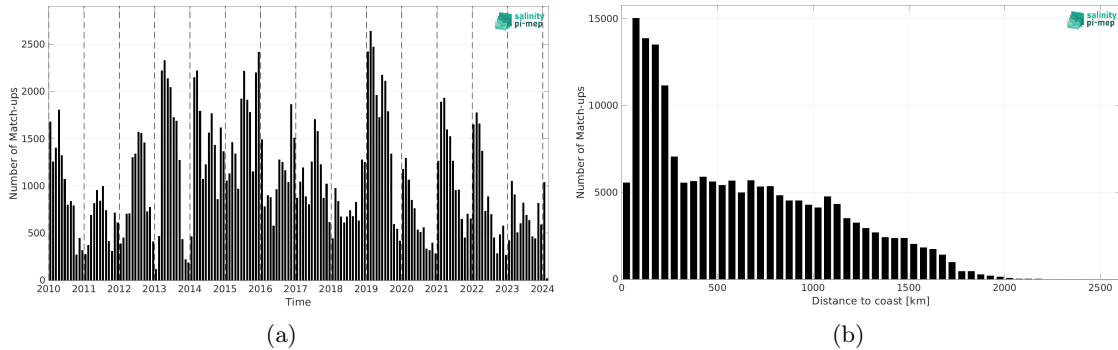 salinity
pi-mep
Number of Match-ups
2500
2000
1500
1000
500
0
2010 2011 2012 2013 2014 2015 2016 2017 2018 2019 2020 2021 2022 2023 2024
Time
(a)
salinity
pi-mep
Number of Match-ups
15000
10000
5000
0
0 500 1000 1500 2000 2500
Distance to coast [km]
(b)